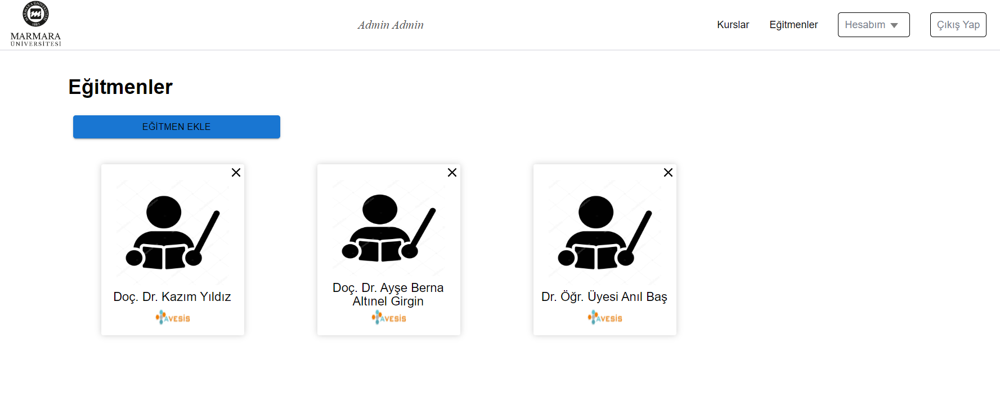 MARMARA
ÜNİVERSİTESİ
Admin Admin
Kurslar
Eğitmenler
Hesabım
Çıkış Yap
Eğitmenler
EĞİTMEN EKLE
Doç. Dr. Kazım Yıldız
AVESİS
Doç. Dr. Ayşe Berna
Altınel Girgin
AVESİS
Dr. Öğr. Üyesi Anıl Baş
AVESİS